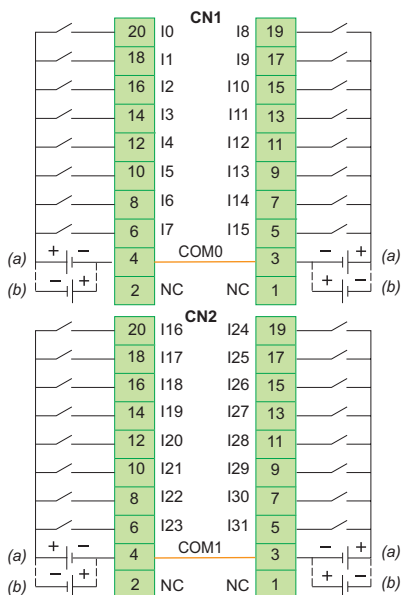 CN1
20 I0 I8 19
18 I1 I9 17
16 I2 I10 15
14 I3 I11 13
12 I4 I12 11
10 I5 I13 9
8 I6 I14 7
6 I7 I15 5
(a) + − 4 COM0 3 − + (a)
(b) − + 2 NC NC 1 + − (b)
CN2
20 I16 I24 19
18 I17 I25 17
16 I18 I26 15
14 I19 I27 13
12 I20 I28 11
10 I21 I29 9
8 I22 I30 7
6 I23 I31 5
(a) + − 4 COM1 3 − + (a)
(b) − + 2 NC NC 1 + − (b)